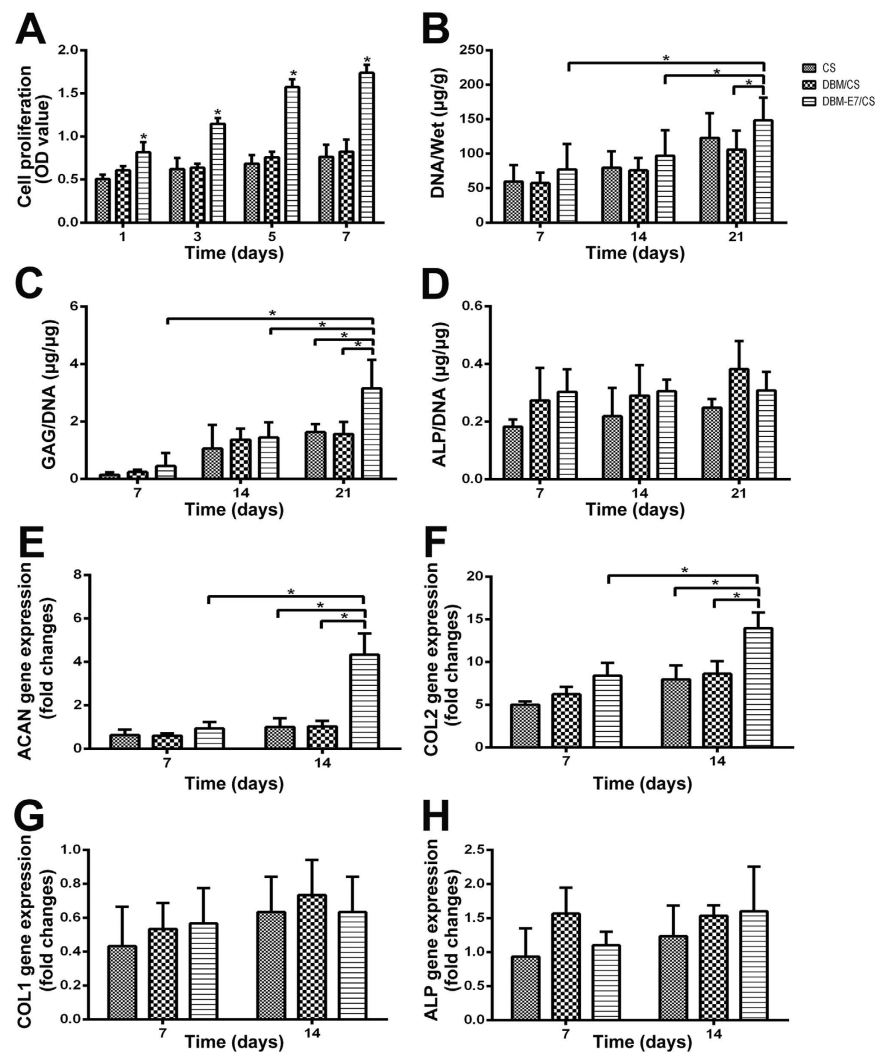 A
Cell proliferation
(OD value)
2.0
1.5
1.0
0.5
0.0
*
*
*
*
1 3 5 7
Time (days)
B
DNA/Wet (μg/g)
250
200
150
100
50
0
*
*
*
7 14 21
Time (days)
CS
DBM/CS
DBM-E7/CS
C
GAG/DNA (μg/μg)
6
4
2
0
*
*
*
*
7 14 21
Time (days)
D
ALP/DNA (μg/μg)
0.6
0.4
0.2
0.0
7 14 21
Time (days)
E
ACAN gene expression
(fold changes)
8
6
4
2
0
*
*
*
7 14
Time (days)
F
COL2 gene expression
(fold changes)
20
15
10
5
0
*
*
*
7 14
Time (days)
G
COL1 gene expression
(fold changes)
1.0
0.8
0.6
0.4
0.2
0.0
7 14
Time (days)
H
ALP gene expression
(fold changes)
2.5
2.0
1.5
1.0
0.5
0.0
7 14
Time (days)